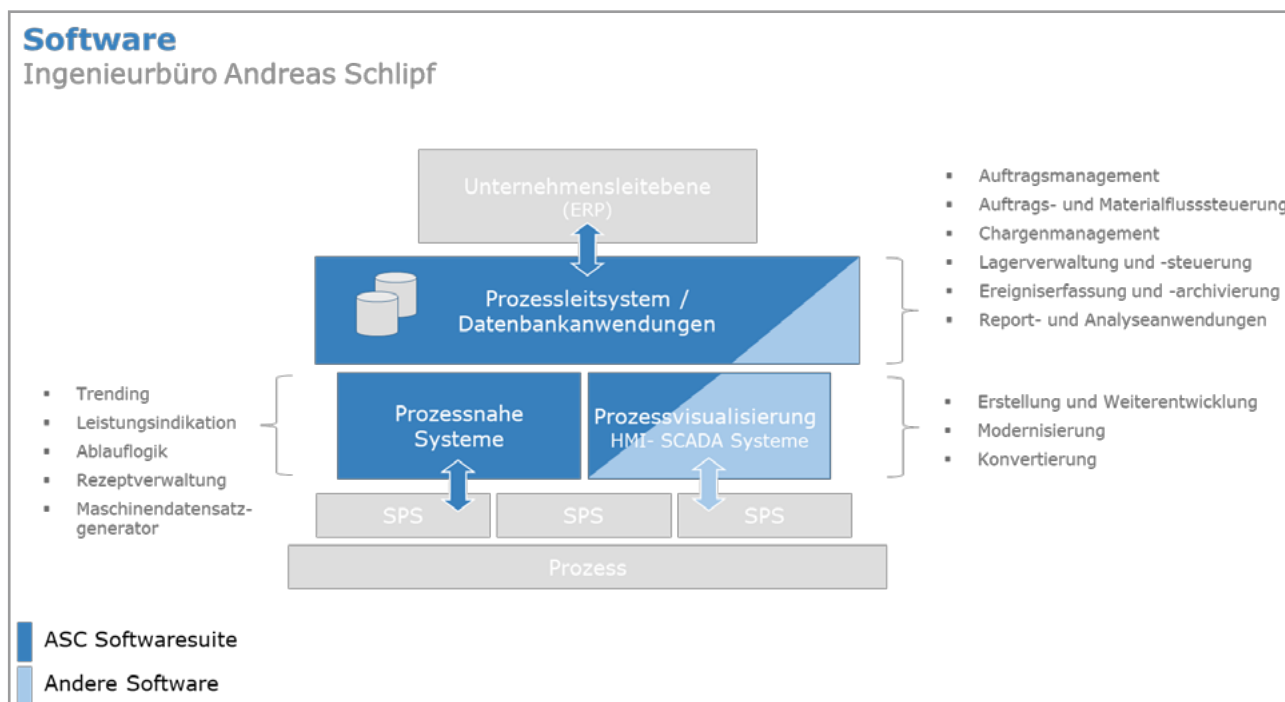 Software
Ingenieurbüro Andreas Schlipf
Unternehmensleitebene
(ERP)
Prozessleitsystem /
Datenbankanwendungen
▪ Auftragsmanagement
▪ Auftrags- und Materialflusssteuerung
▪ Chargenmanagement
▪ Lagerverwaltung und -steuerung
▪ Ereigniserfassung und -archivierung
▪ Report- und Analyseanwendungen
▪ Trending
▪ Leistungsindikation
▪ Ablauflogik
▪ Rezeptverwaltung
▪ Maschinendatensatz-
generator
Prozessnahe
Systeme
Prozessvisualisierung
HMI- SCADA Systeme
▪ Erstellung und Weiterentwicklung
▪ Modernisierung
▪ Konvertierung
SPS
SPS
SPS
Prozess
ASC Softwaresuite
Andere Software